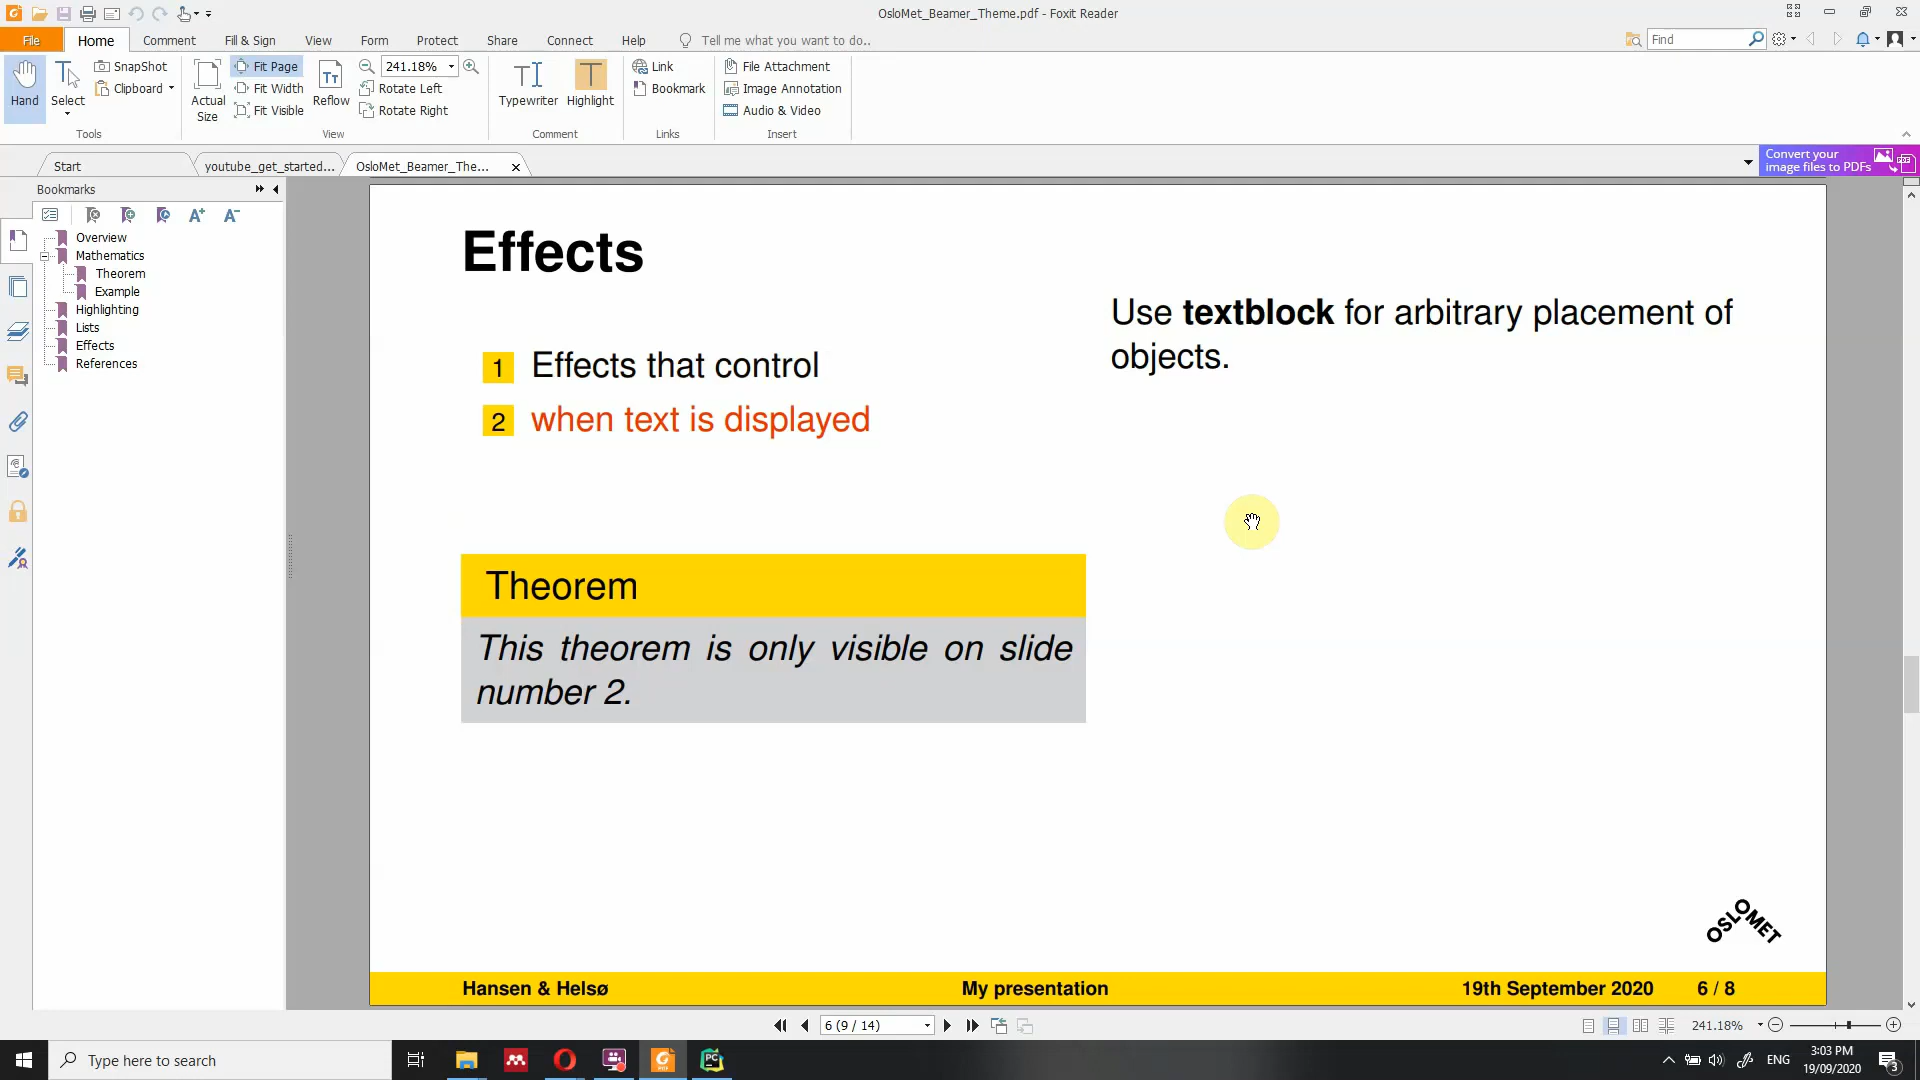 OsloMet_Beamer_Theme.pdf - Foxit Reader
File Home Comment Fill & Sign View Form Protect Share Connect Help Tell me what you want to do.. Find
Hand
Select
SnapShot
Clipboard
Tools
Actual
Size
Fit Page
Fit Width
Fit Visible
Reflow
241.18%
Rotate Left
Rotate Right
View
Typewriter
Highlight
Comment
Link
Bookmark
Links
File Attachment
Image Annotation
Audio & Video
Insert
Start youtube_get_started... OsloMet_Beamer_The...
Convert your
image files to PDFs
Bookmarks
Overview
Mathematics
Theorem
Example
Highlighting
Lists
Effects
References
Effects
1 Effects that control
2 when text is displayed
Use textblock for arbitrary placement of
objects.
Theorem
This theorem is only visible on slide
number 2.
OSLOMET
Hansen & Helsø My presentation 19th September 2020 6 / 8
6 (9 / 14) 241.18%
Type here to search
ENG
3:03 PM
19/09/2020
3